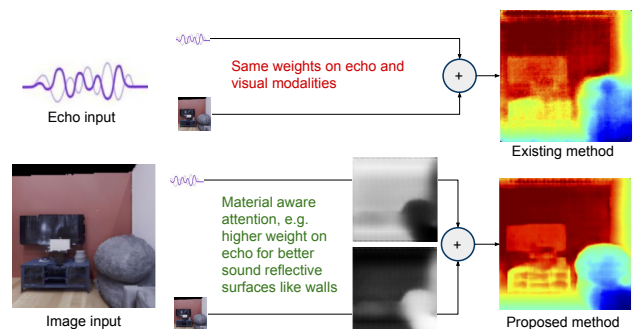 Same weights on echo and
visual modalities
+
Echo input
Existing method
Material aware
attention, e.g.
higher weight on
echo for better
sound reflective
surfaces like walls
+
Image input
Proposed method